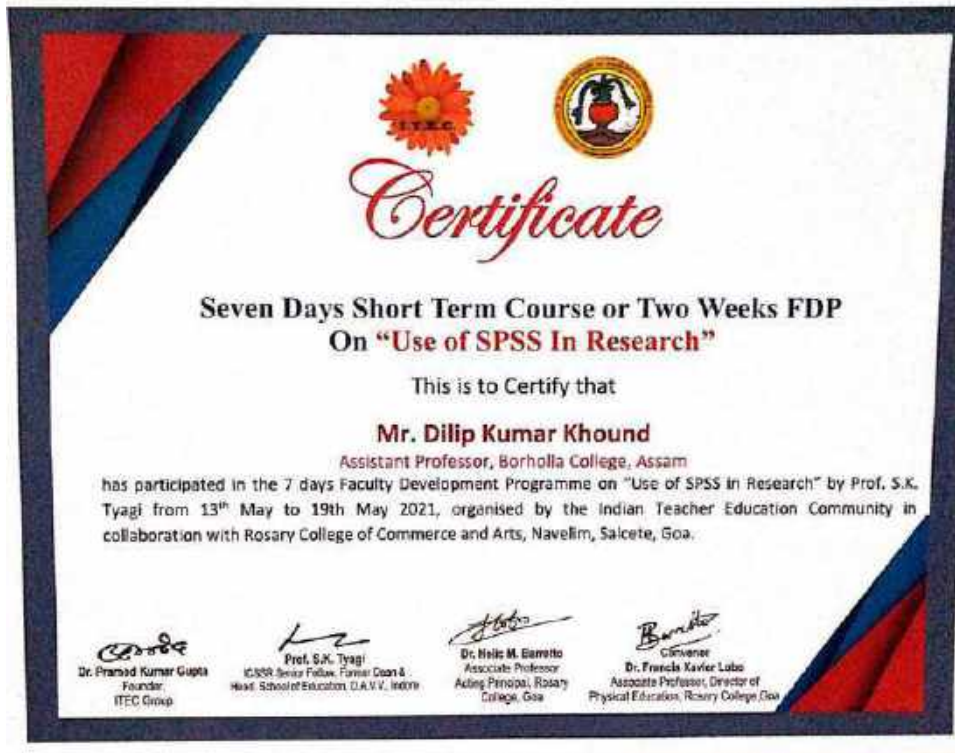 I.T.E.C
Certificate
Seven Days Short Term Course or Two Weeks FDP
On “Use of SPSS In Research”
This is to Certify that
Mr. Dilip Kumar Khound
Assistant Professor, Borholla College, Assam
has participated in the 7 days Faculty Development Programme on "Use of SPSS in Research" by Prof. S.K.
Tyagi from 13th May to 19th May 2021, organised by the Indian Teacher Education Community in
collaboration with Rosary College of Commerce and Arts, Navelim, Salcete, Goa.
Dr. Pramod Kumar Gupta
Founder,
ITEC Group
Prof. S.K. Tyagi
ICSSR Senior Fellow, Former Dean &
Head, School of Education, D.A.V.V., Indore
Dr. Helic M. Barretto
Associate Professor
Acting Principal, Rosary
College, Goa
Convener
Dr. Francis Xavier Lobo
Associate Professor, Director of
Physical Education, Rosary College,Goa